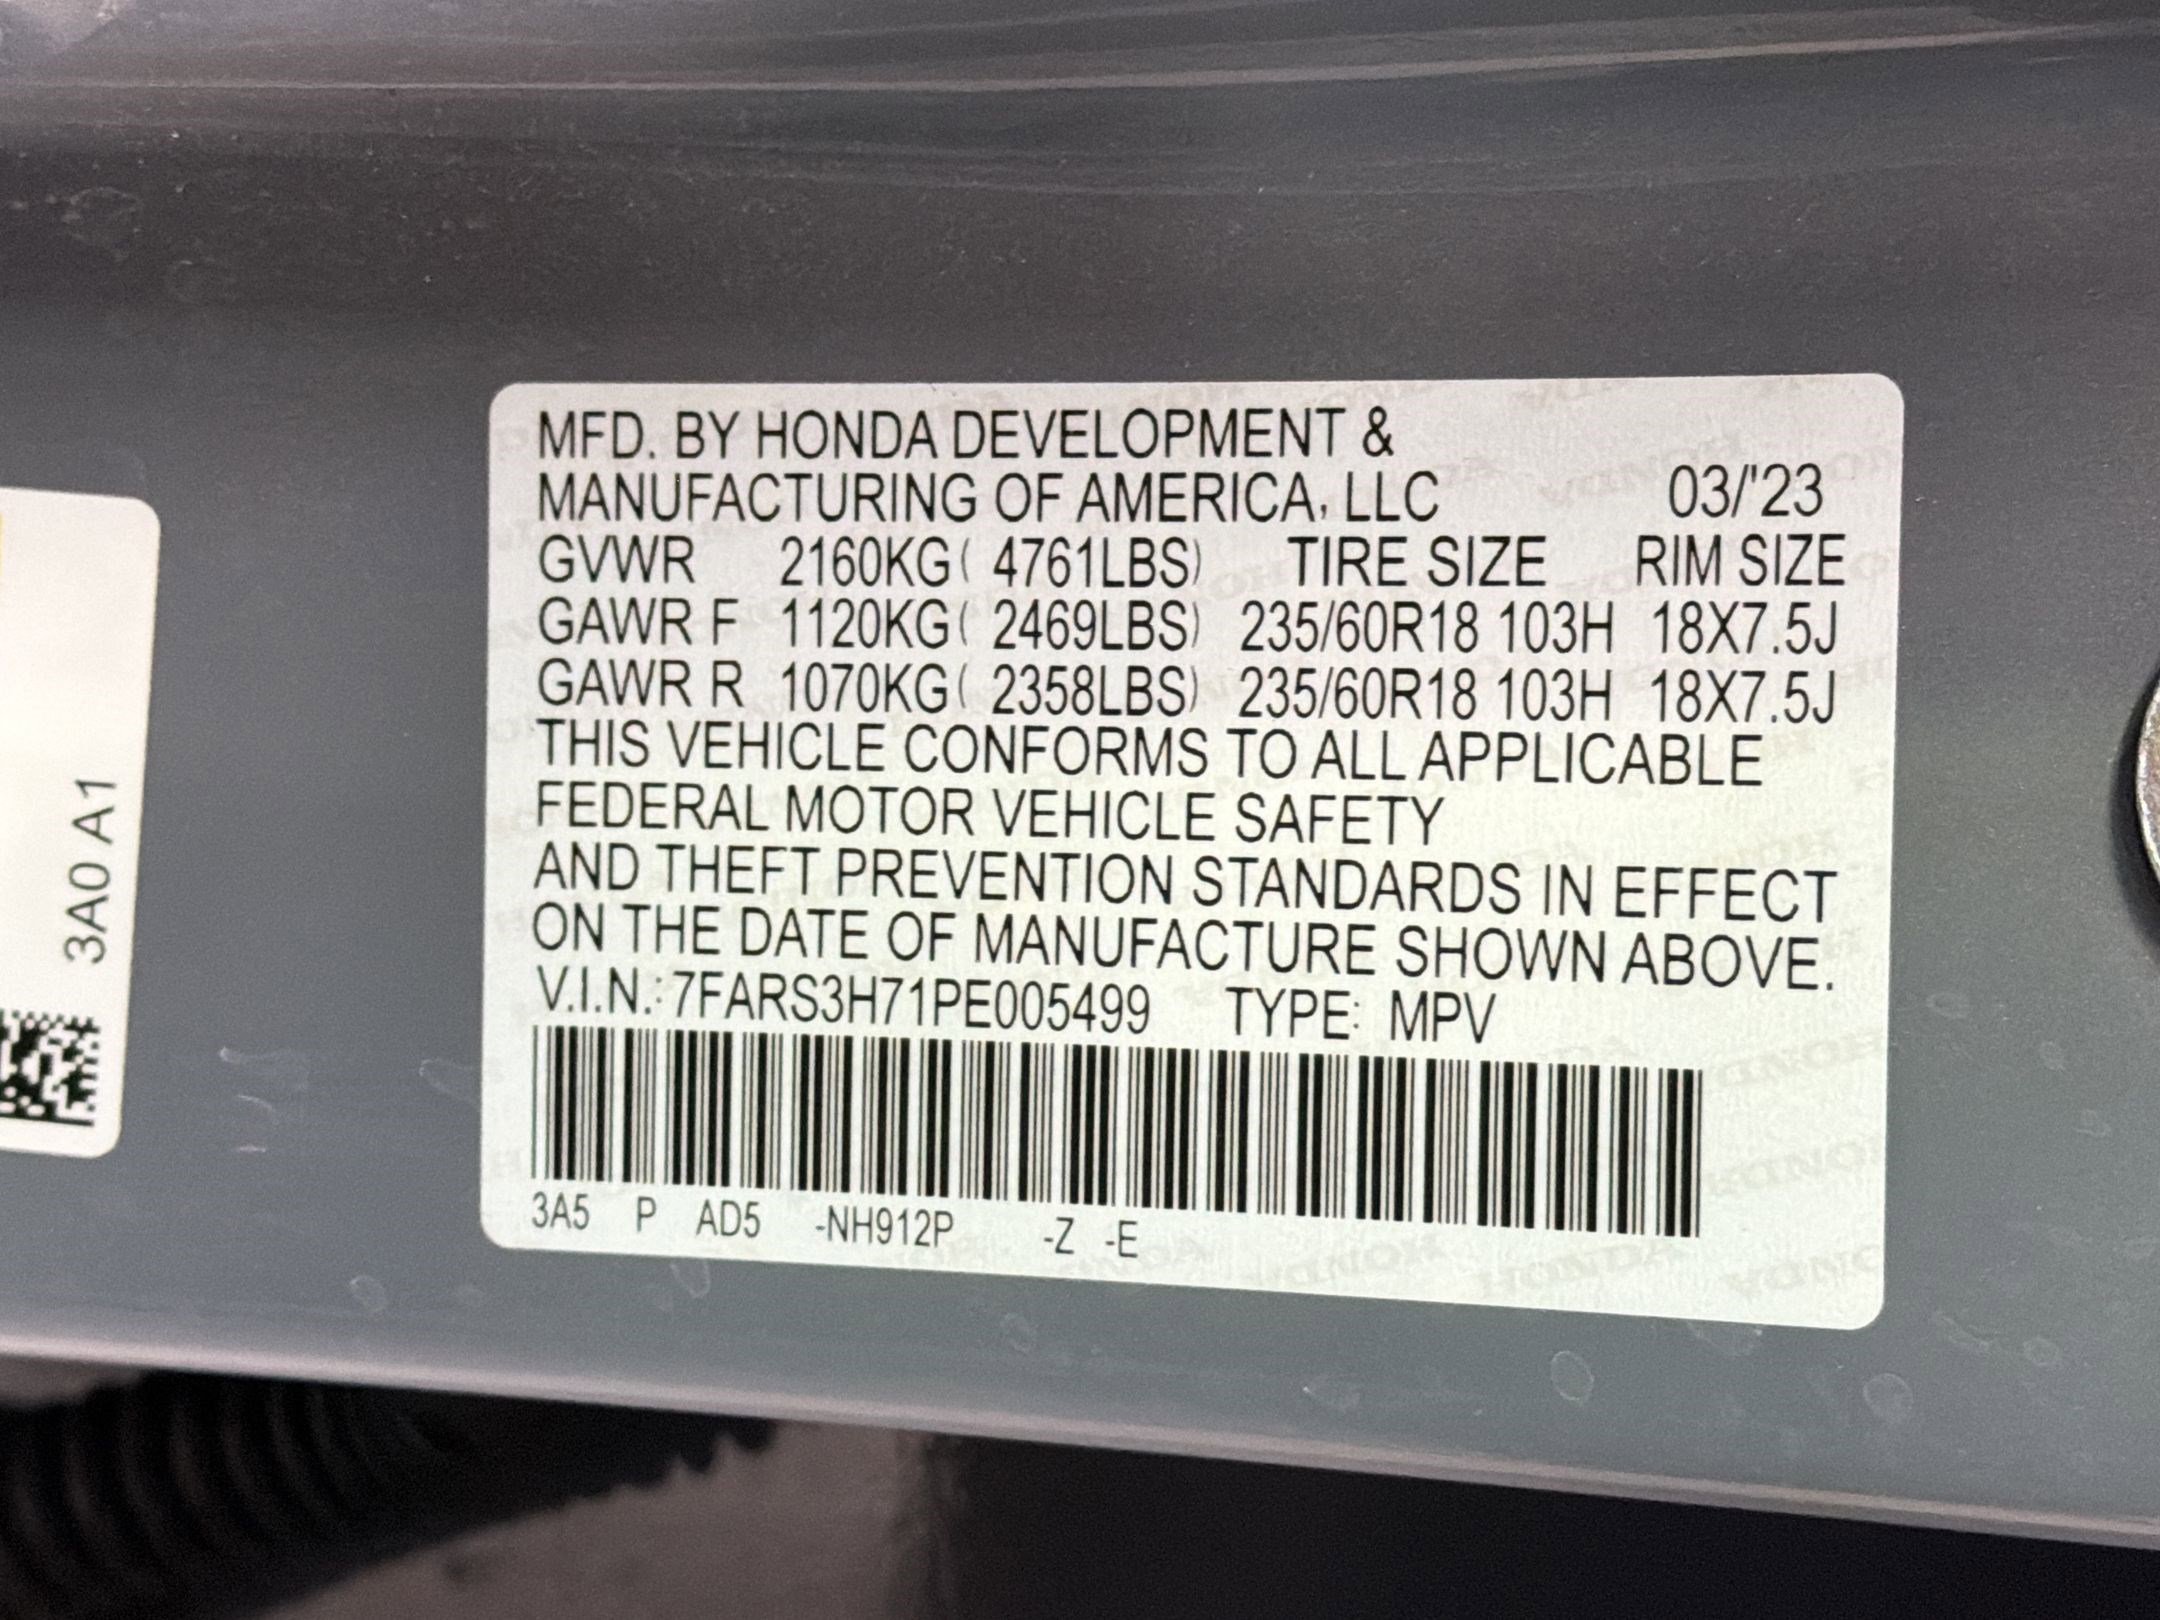 MFD. BY HONDA DEVELOPMENT &
MANUFACTURING OF AMERICA, LLC 03/'23
GVWR 2160KG( 4761LBS) TIRE SIZE RIM SIZE
GAWR F 1120KG( 2469LBS) 235/60R18 103H 18X7.5J
GAWR R 1070KG( 2358LBS) 235/60R18 103H 18X7.5J
THIS VEHICLE CONFORMS TO ALL APPLICABLE
FEDERAL MOTOR VEHICLE SAFETY
AND THEFT PREVENTION STANDARDS IN EFFECT
ON THE DATE OF MANUFACTURE SHOWN ABOVE.
V.I.N.: 7FARS3H71PE005499 TYPE: MPV
3A5 P AD5 -NH912P -Z -E
3A0 A1